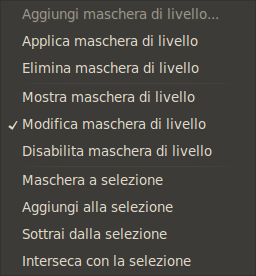 Aggiungi maschera di livello...
Applica maschera di livello
Elimina maschera di livello
Mostra maschera di livello
Modifica maschera di livello
Disabilita maschera di livello
Maschera a selezione
Aggiungi alla selezione
Sottrai dalla selezione
Interseca con la selezione